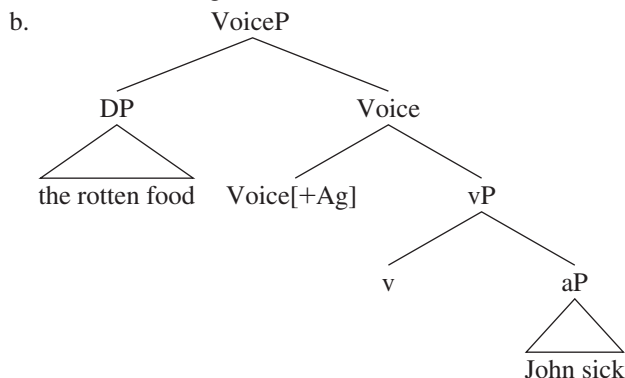 b.
VoiceP
DP Voice
the rotten food Voice[+Ag] vP
v aP
John sick